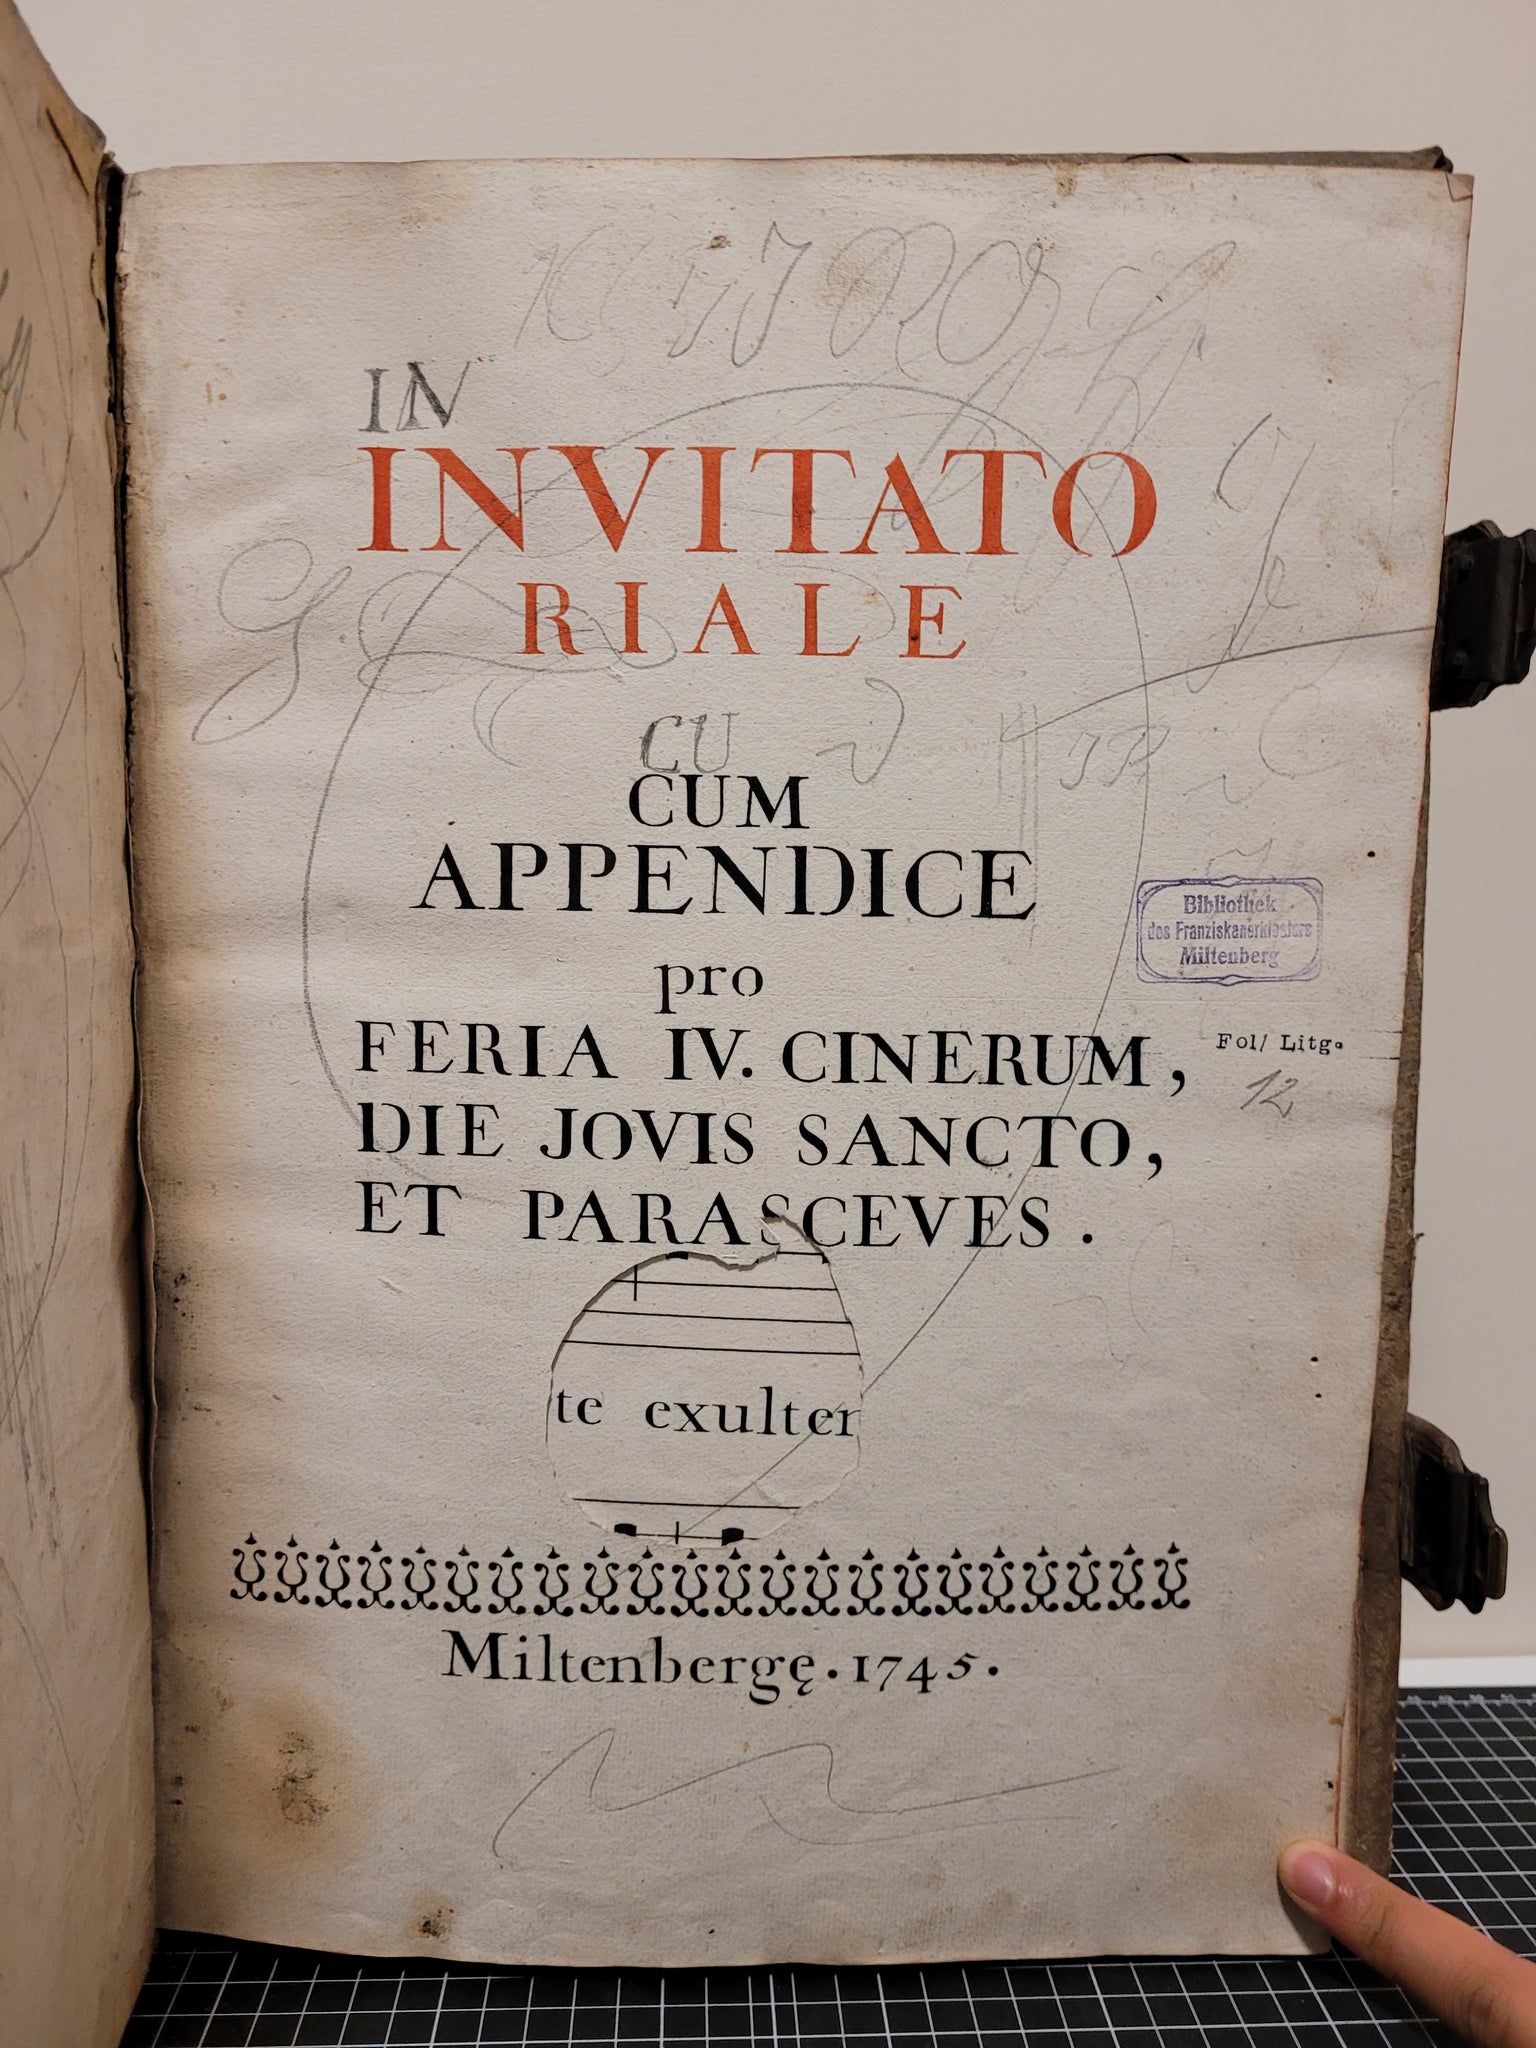 IN
INVITATO
RIALE
CU
CUM
APPENDICE
pro
FERIA IV. CINERUM,
DIE JOVIS SANCTO,
ET PARASCEVES.
te exulter
Miltenbergę. 1745.
Bibliothek
des Franziskanerklosters
Miltenberg
Fol/ Litg.
12